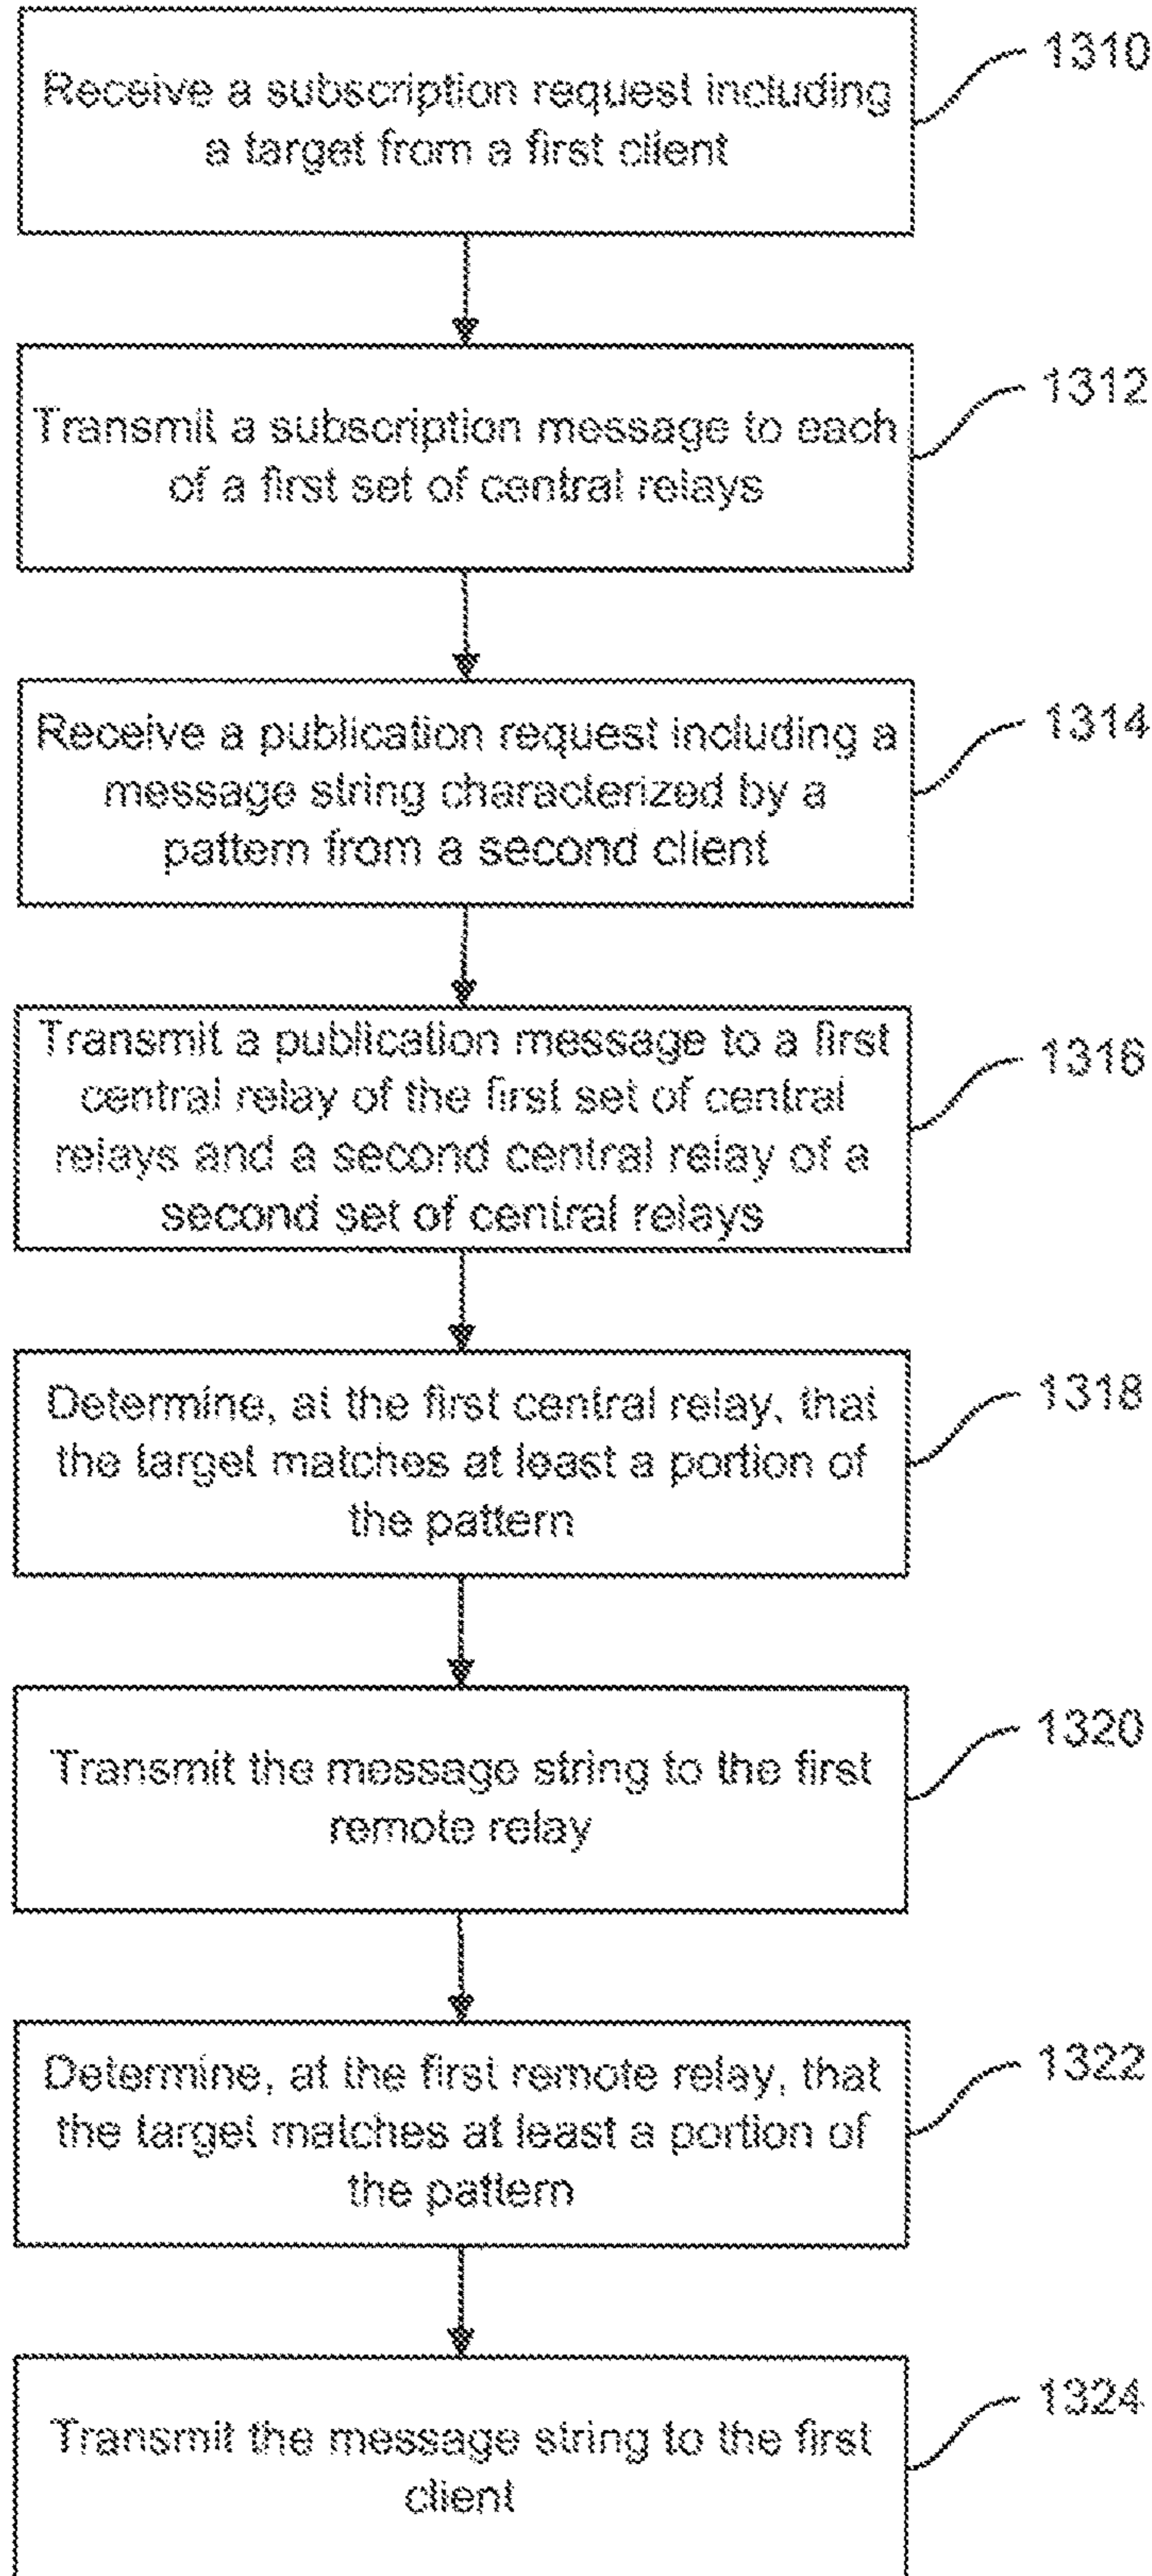 Receive a subscription request including
a target from a first client
1310
Transmit a subscription message to each
of a first set of central relays
1312
Receive a publication request including a
message string characterized by a
pattern from a second client
1314
Transmit a publication message to a first
central relay of the first set of central
relays and a second central relay of a
second set of central relays
1316
Determine, at the first central relay, that
the target matches at least a portion of
the pattern
1318
Transmit the message string to the first
remote relay
1320
Determine, at the first remote relay, that
the target matches at least a portion of
the pattern
1322
Transmit the message string to the first
client
1324